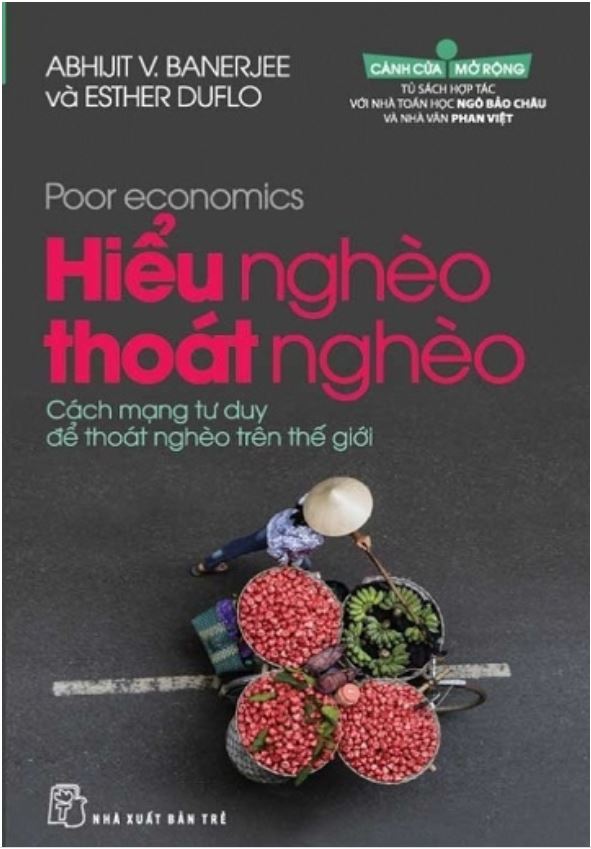 ABHIJIT V. BANERJEE
và ESTHER DUFLO
CÁNH CỬA MỞ RỘNG
TỦ SÁCH HỢP TÁC
VỚI NHÀ TOÁN HỌC NGÔ BẢO CHÂU
VÀ NHÀ VĂN PHAN VIỆT
Poor economics
Hiểu nghèo
thoát nghèo
Cách mạng tư duy
để thoát nghèo trên thế giới
NHÀ XUẤT BẢN TRẺ